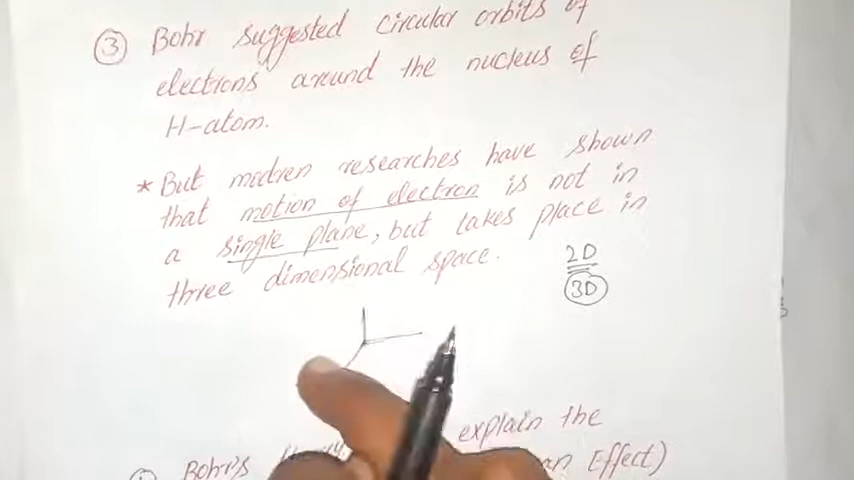 ③ Bohr suggested circular orbits of
electrons around the nucleus of
H-atom.
* But modren researches have shown
that motion of electron is not in
a single plane, but takes place in
three dimensional space.
2D
3D
Bohr's explain the
Effect)